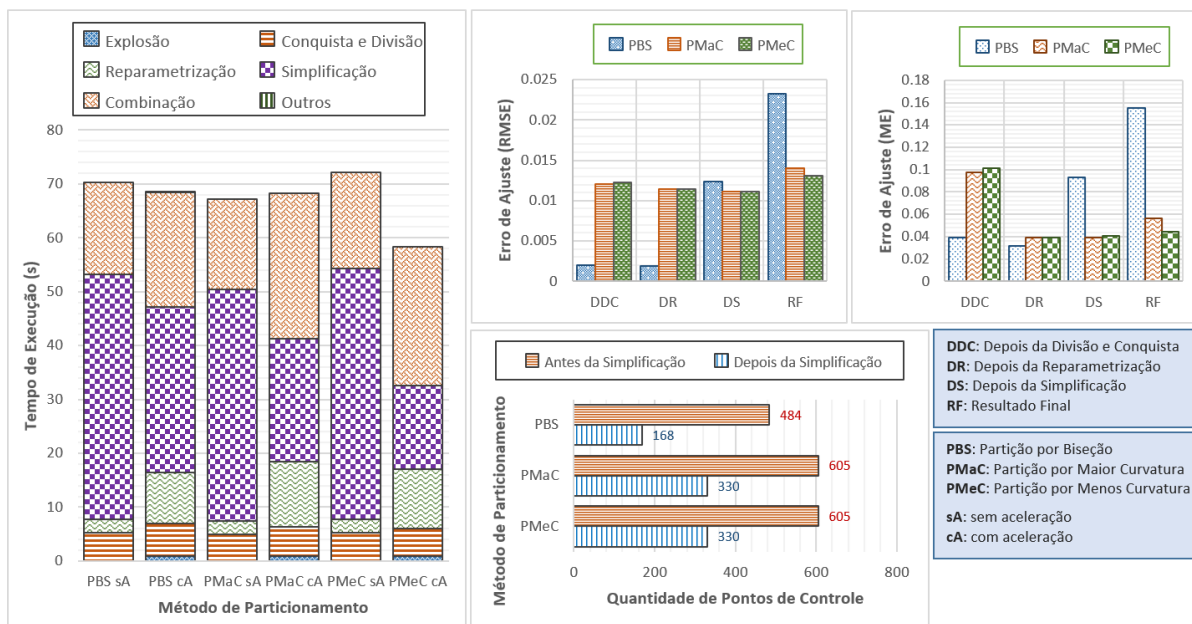 Explosão
Conquista e Divisão
Reparametrização
Simplificação
Combinação
Outros
80
70
60
50
40
30
20
10
0
Tempo de Execução (s)
PBS sA
PBS cA
PMaC sA
PMaC cA
PMeC sA
PMeC cA
Método de Particionamento
PBS
PMaC
PMeC
0.025
0.02
0.015
0.01
0.005
0
Erro de Ajuste (RMSE)
DDC
DR
DS
RF
PBS
PMaC
PMeC
0.18
0.16
0.14
0.12
0.1
0.08
0.06
0.04
0.02
0
Erro de Ajuste (ME)
DDC
DR
DS
RF
Antes da Simplificação
Depois da Simplificação
Método de Particionamento
PBS
484
168
PMaC
605
330
PMeC
605
330
0
200
400
600
800
Quantidade de Pontos de Controle
DDC: Depois da Divisão e Conquista
DR: Depois da Reparametrização
DS: Depois da Simplificação
RF: Resultado Final
PBS: Partição por Biseção
PMaC: Partição por Maior Curvatura
PMeC: Partição por Menos Curvatura
sA: sem aceleração
cA: com aceleração